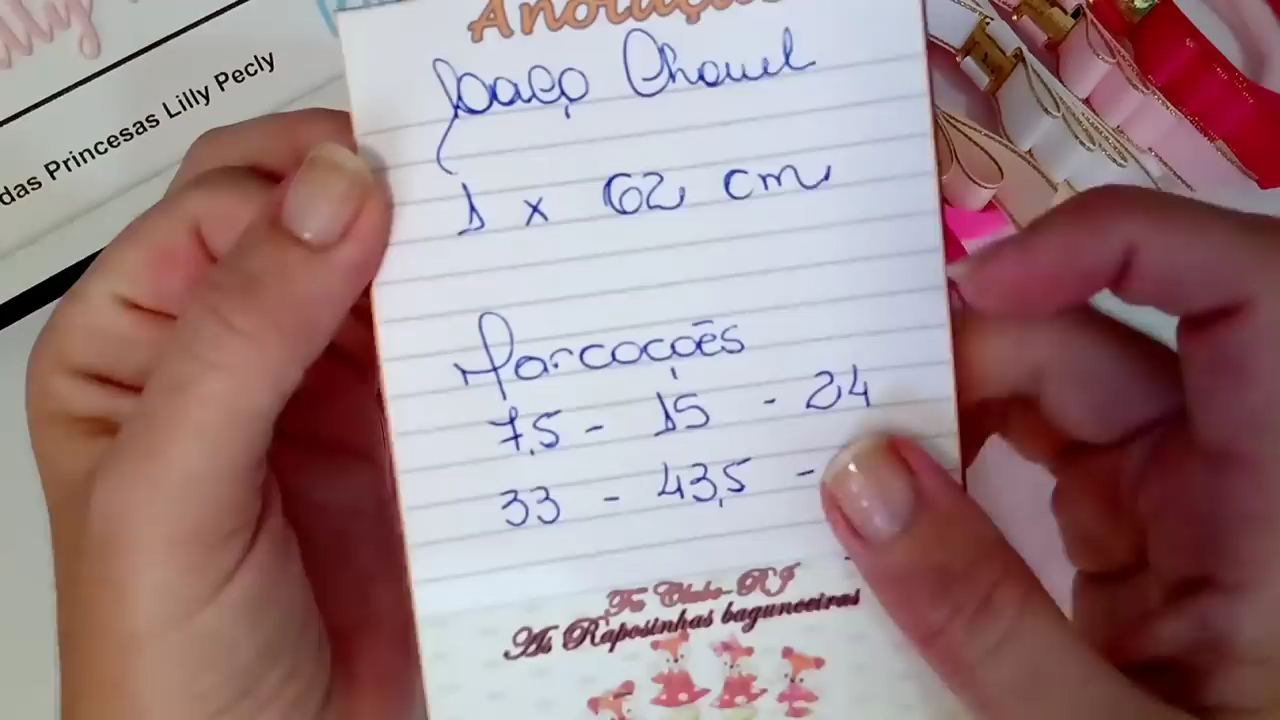 das Princesas Lilly Pecly
Laço Chanel
1 x 62 cm
Marcações
7,5 - 15 - 24
33 - 43,5 -
Fã Clube-RJ
As Raposinhas bagunceiras